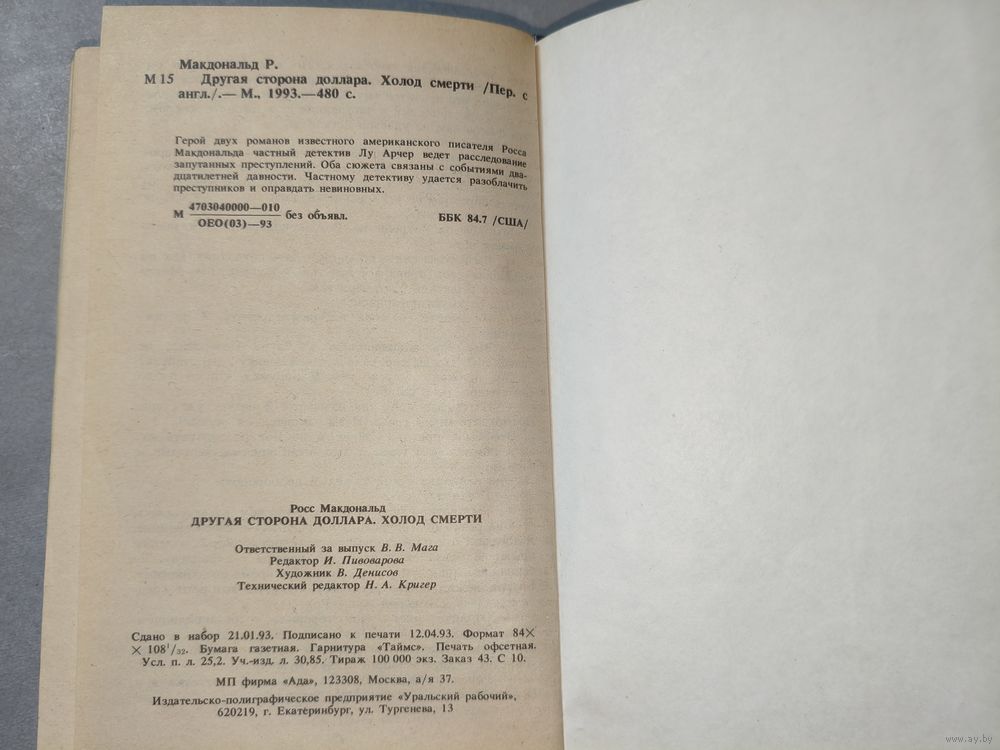 Макдональд Р.
М 15 Другая сторона доллара. Холод смерти /Пер. с
англ./.— М., 1993.—480 с.
Герой двух романов известного американского писателя Росса
Макдональда частный детектив Лу Арчер ведет расследование
запутанных преступлений. Оба сюжета связаны с событиями два-
дцатилетней давности. Частному детективу удается разоблачить
преступников и оправдать невиновных.
М 4703040000—010 без объявл.
ОЕО(03)—93
ББК 84.7 /США/
Росс Макдональд
ДРУГАЯ СТОРОНА ДОЛЛАРА. ХОЛОД СМЕРТИ
Ответственный за выпуск В. В. Мага
Редактор И. Пивоварова
Художник В. Денисов
Технический редактор Н. А. Кригер
Сдано в набор 21.01.93. Подписано к печати 12.04.93. Формат 84×
× 108¹/₃₂. Бумага газетная. Гарнитура «Таймс». Печать офсетная.
Усл. п. л. 25,2. Уч.-изд. л. 30,85. Тираж 100 000 экз. Заказ 43. С 10.
МП фирма «Ада», 123308, Москва, а/я 37.
Издательско-полиграфическое предприятие «Уральский рабочий»,
620219, г. Екатеринбург, ул. Тургенева, 13
www.ay.by